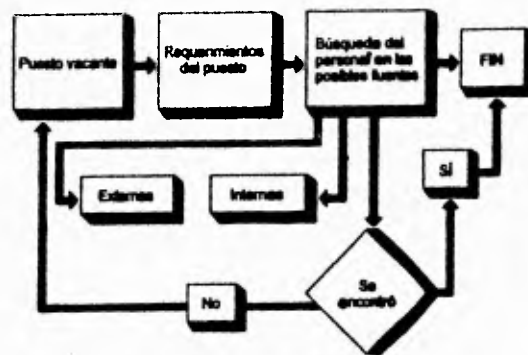 Puesto vacante
Requerimientos
del puesto
Búsqueda del
personal en las
posibles fuentes
FIN
SÍ
Externas
Internas
Se
encontró
No